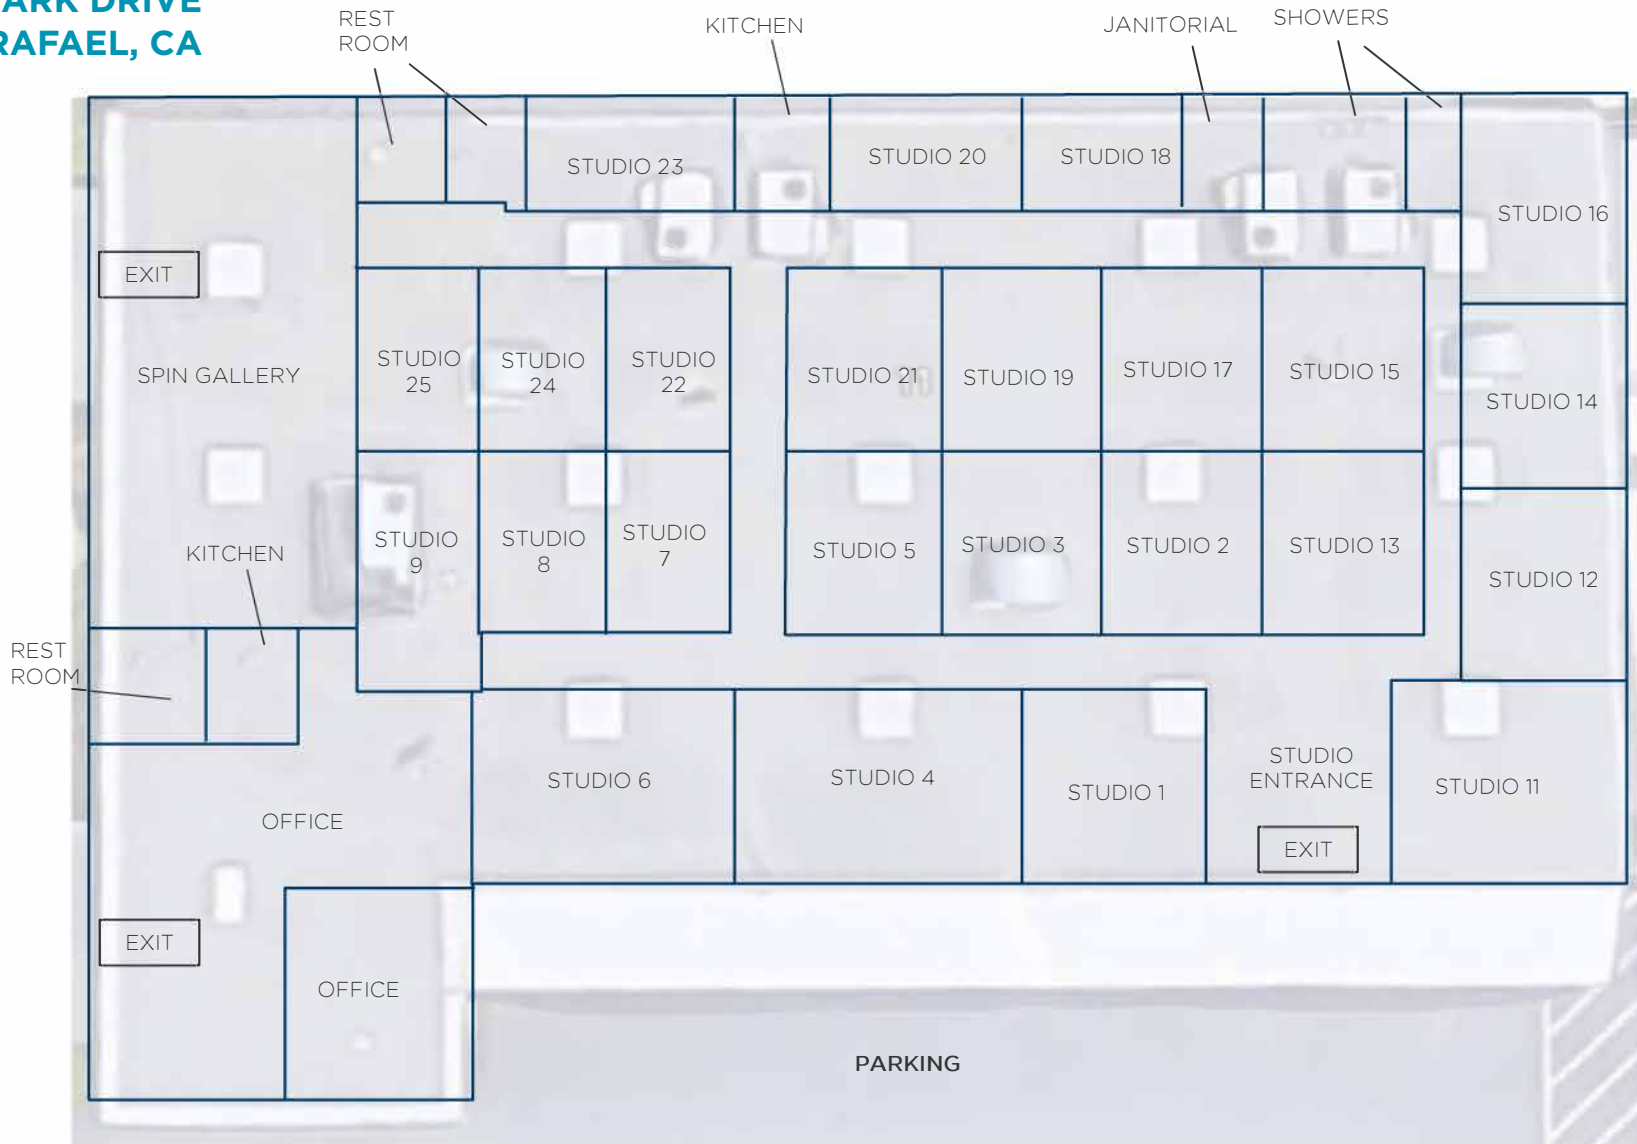 ARK DRIVE
RAFAEL, CA
REST
ROOM
KITCHEN
JANITORIAL
SHOWERS
STUDIO 23
STUDIO 20
STUDIO 18
STUDIO 16
EXIT
SPIN GALLERY
STUDIO
25
STUDIO
24
STUDIO
22
STUDIO 21
STUDIO 19
STUDIO 17
STUDIO 15
STUDIO 14
KITCHEN
STUDIO
9
STUDIO
8
STUDIO
7
STUDIO 5
STUDIO 3
STUDIO 2
STUDIO 13
STUDIO 12
REST
ROOM
STUDIO 6
STUDIO 4
STUDIO 1
STUDIO
ENTRANCE
STUDIO 11
OFFICE
EXIT
EXIT
OFFICE
PARKING